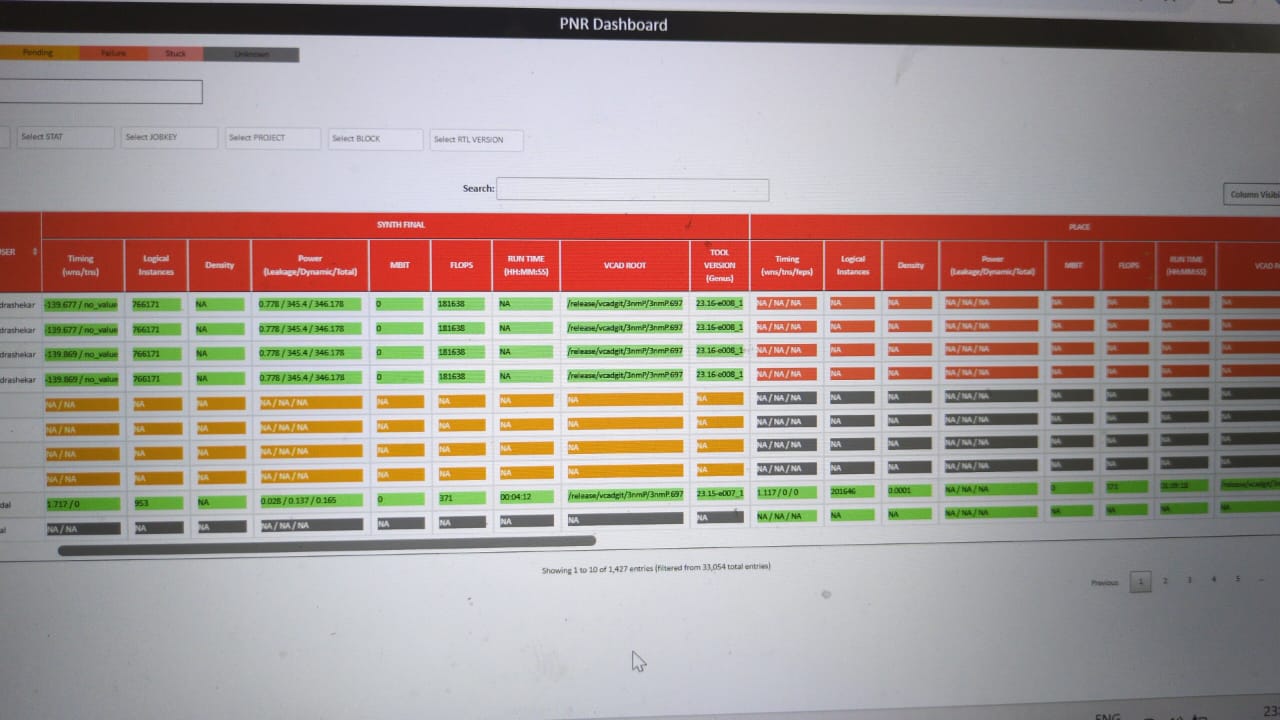 PNR Dashboard
Pending Failure Stuck Unknown
Select STAT Select JOBKEY Select PROJECT Select BLOCK Select RTL VERSION
Search:
Column Visibi
SYNTH FINAL PLACE
SER Timing (wns/tns) Logical Instances Density Power (Leakage/Dynamic/Total) MBIT FLOPS RUN TIME (HH:MM:SS) VCAD ROOT TOOL VERSION (Genus) Timing (wns/tns/feps) Logical Instances Density Power (Leakage/Dynamic/Total) MBIT FLOPS RUN TIME (HH:MM:SS) VCAD R
drashekar -139.677 / no_value 766171 NA 0.778 / 345.4 / 346.178 0 181638 NA /release/vcadgit/3nmP/3nmP.697 23.16-e008_1 NA / NA / NA NA NA NA / NA / NA NA NA NA NA
drashekar -139.677 / no_value 766171 NA 0.778 / 345.4 / 346.178 0 181638 NA /release/vcadgit/3nmP/3nmP.697 23.16-e008_1 NA / NA / NA NA NA NA / NA / NA NA NA NA NA
drashekar -139.869 / no_value 766171 NA 0.778 / 345.4 / 346.178 0 181638 NA /release/vcadgit/3nmP/3nmP.697 23.16-e008_1 NA / NA / NA NA NA NA / NA / NA NA NA NA NA
drashekar -139.869 / no_value 766171 NA 0.778 / 345.4 / 346.178 0 181638 NA /release/vcadgit/3nmP/3nmP.697 23.16-e008_1 NA / NA / NA NA NA NA / NA / NA NA NA NA NA
NA / NA NA NA NA / NA / NA NA NA NA NA NA NA / NA / NA NA NA NA / NA / NA NA NA NA NA
NA / NA NA NA NA / NA / NA NA NA NA NA NA NA / NA / NA NA NA NA / NA / NA NA NA NA NA
NA / NA NA NA NA / NA / NA NA NA NA NA NA NA / NA / NA NA NA NA / NA / NA NA NA NA NA
NA / NA NA NA NA / NA / NA NA NA NA NA NA NA / NA / NA NA NA NA / NA / NA NA NA NA NA
dal 1.717 / 0 953 NA 0.028 / 0.137 / 0.165 0 371 00:04:12 /release/vcadgit/3nmP/3nmP.697 23.15-e007_1 1.117 / 0 / 0 201646 0.0001 NA / NA / NA 0
al NA / NA NA NA NA / NA / NA NA NA NA NA NA NA / NA / NA NA NA NA / NA / NA NA NA NA NA
Showing 1 to 10 of 1,427 entries (filtered from 33,054 total entries)
Previous 1 2 3 4 5 ...
ENG 23: